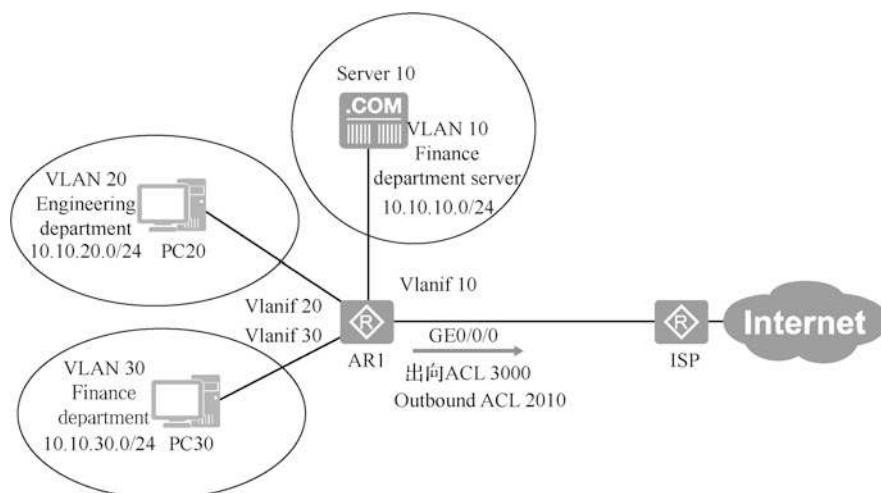 Server 10
.COM
VLAN 10
Finance
department server
10.10.10.0/24
VLAN 20
Engineering
department
10.10.20.0/24
PC20
Vlanif 10
Vlanif 20
Vlanif 30
R
AR1
GE0/0/0
出向ACL 3000
Outbound ACL 2010
R
ISP
Internet
VLAN 30
Finance
department
10.10.30.0/24
PC30